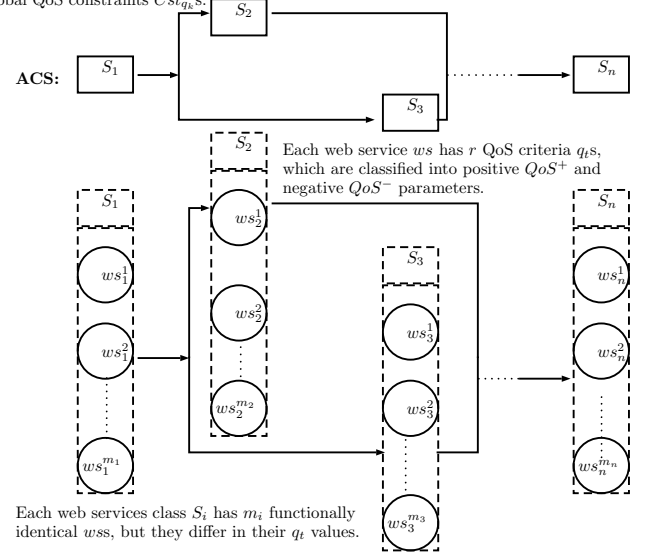 QoS constraints Cst_{q_k}s.
S_2
ACS:
S_1
S_n
S_3
S_2
Each web service ws has r QoS criteria q_ts,
which are classified into positive QoS^+ and
negative QoS^- parameters.
S_1
S_n
ws_2^1
S_3
ws_1^1
ws_n^1
ws_2^2
ws_3^1
ws_1^2
ws_n^2
ws_2^{m_2}
ws_3^2
ws_1^{m_1}
ws_n^{m_n}
Each web services class S_i has m_i functionally
identical wss, but they differ in their q_t values.
ws_3^{m_3}